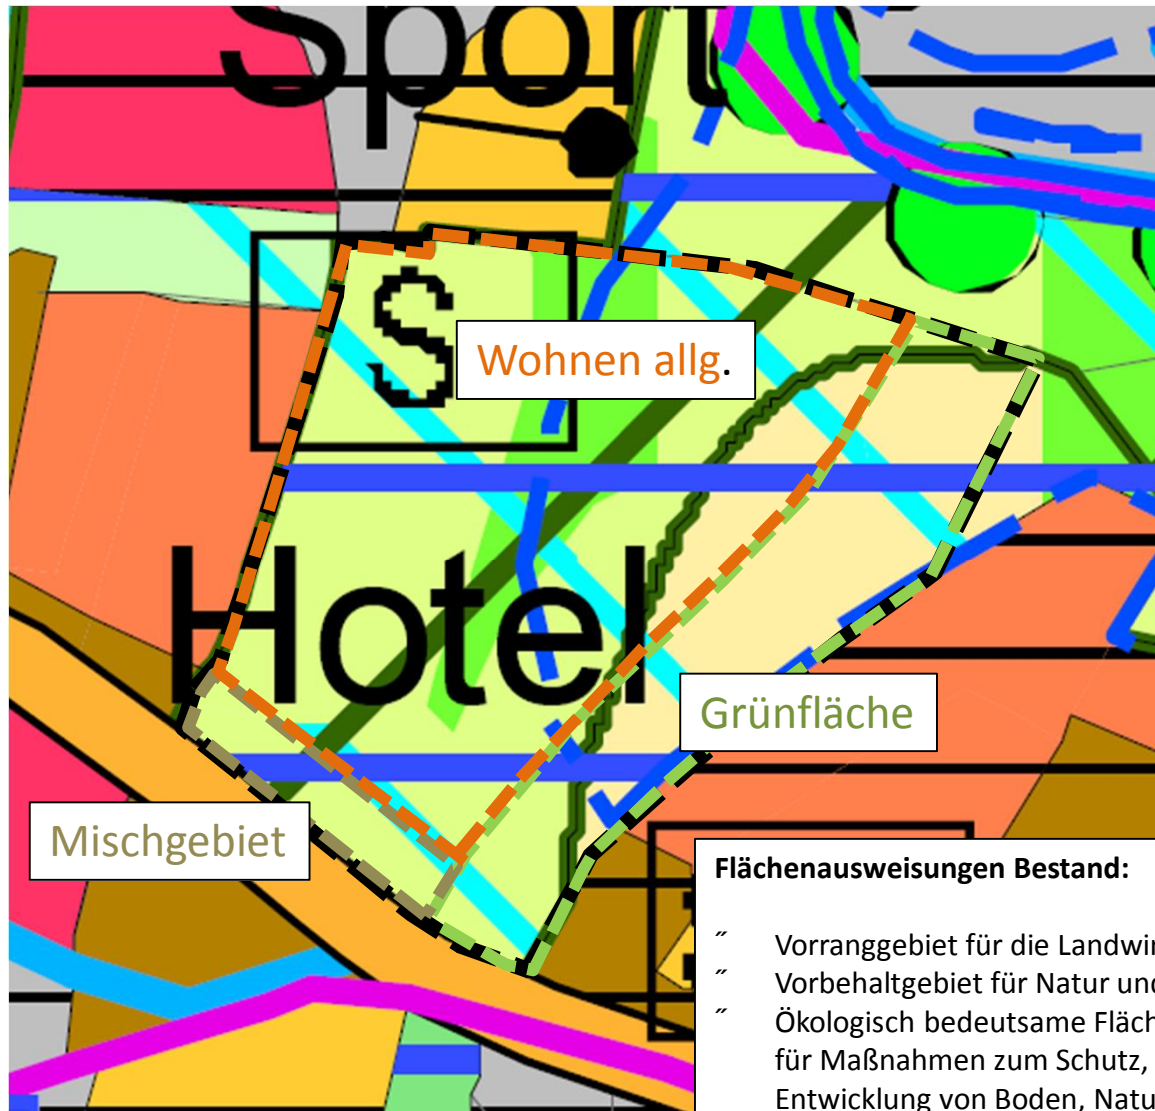 Sport
S
Wohnen allg.
Hotel
Grünfläche
Mischgebiet
Flächenausweisungen Bestand:
˝ Vorranggebiet für die Landwir
˝ Vorbehaltgebiet für Natur und
˝ Ökologisch bedeutsame Fläch
für Maßnahmen zum Schutz,
Entwicklung von Boden, Natu